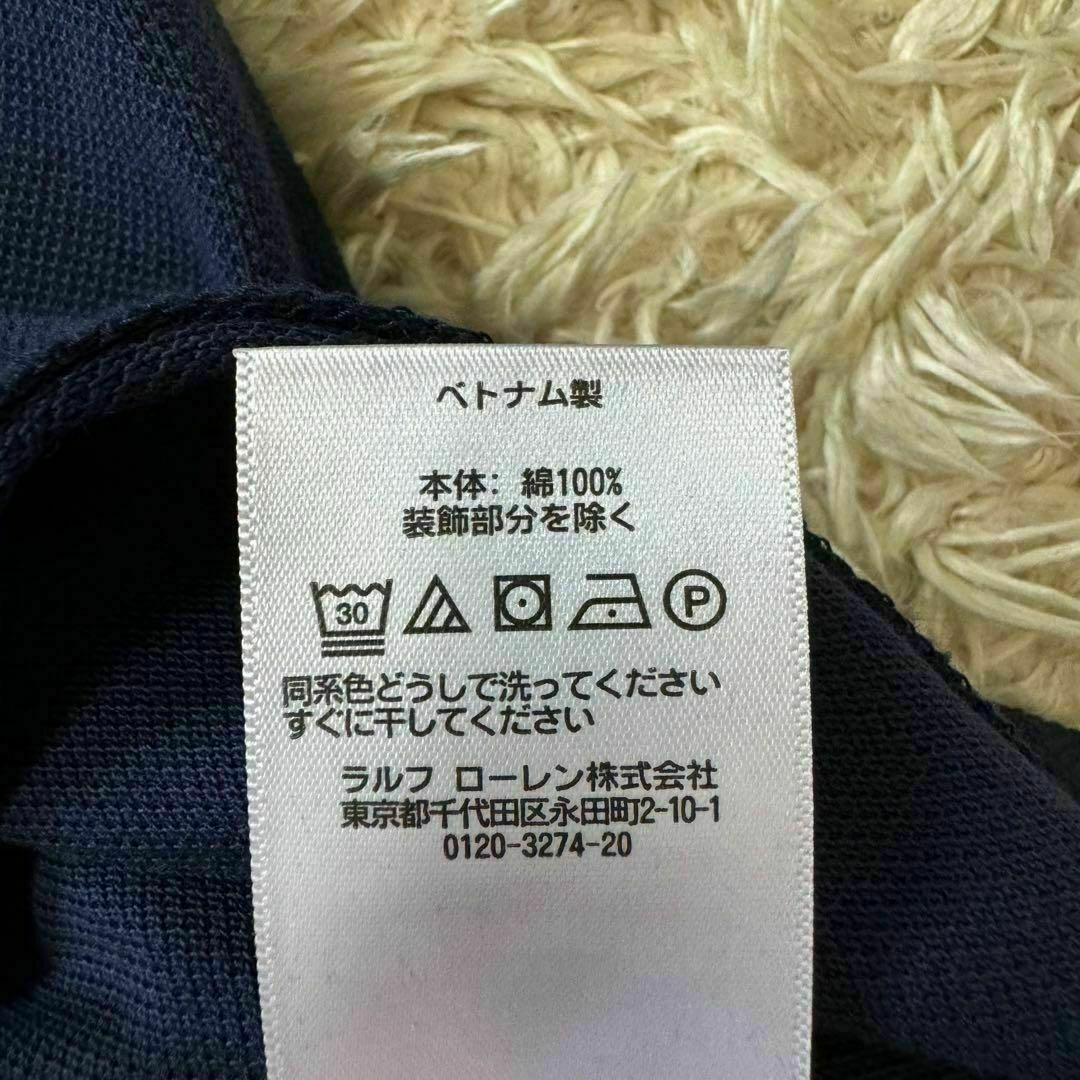 ベトナム製
本体: 綿100%
装飾部分を除く
30 P
同系色どうしで洗ってください
すぐに干してください
ラルフ ローレン株式会社
東京都千代田区永田町2-10-1
0120-3274-20